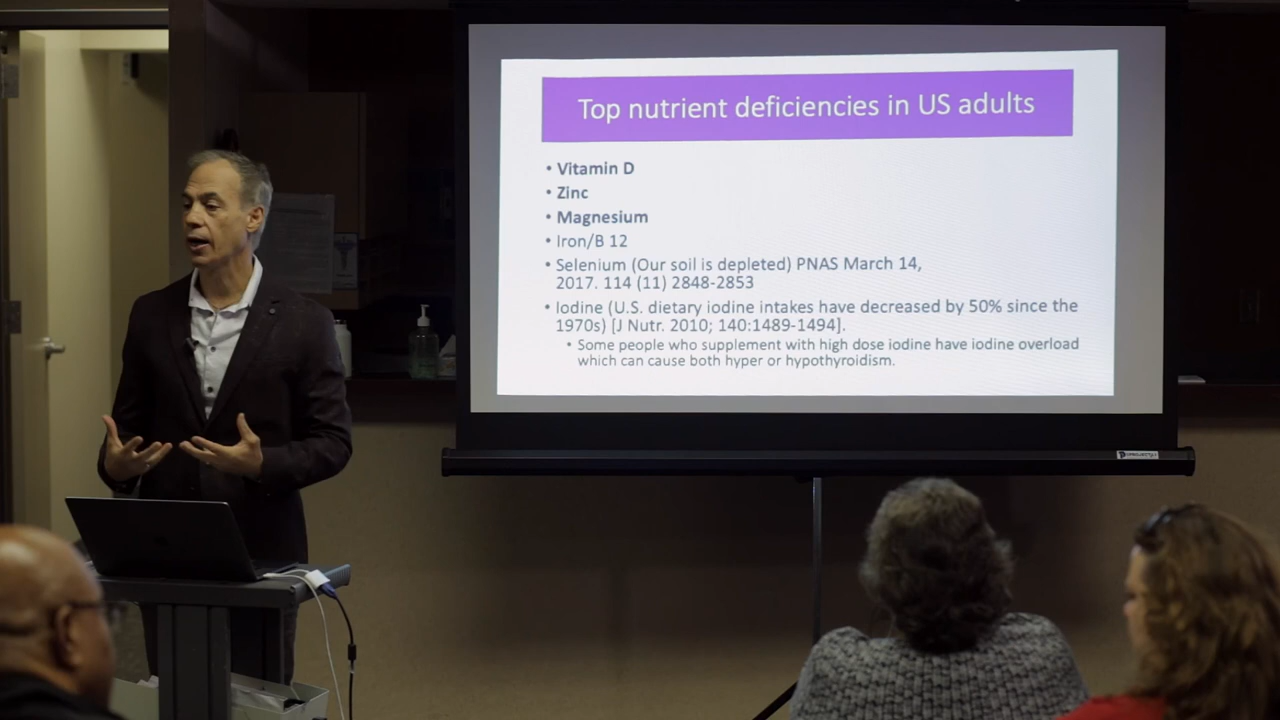 Top nutrient deficiencies in US adults
• Vitamin D
• Zinc
• Magnesium
• Iron/B 12
• Selenium (Our soil is depleted) PNAS March 14,
2017. 114 (11) 2848-2853
• Iodine (U.S. dietary iodine intakes have decreased by 50% since the
1970s) [J Nutr. 2010; 140:1489-1494].
• Some people who supplement with high dose iodine have iodine overload
which can cause both hyper or hypothyroidism.